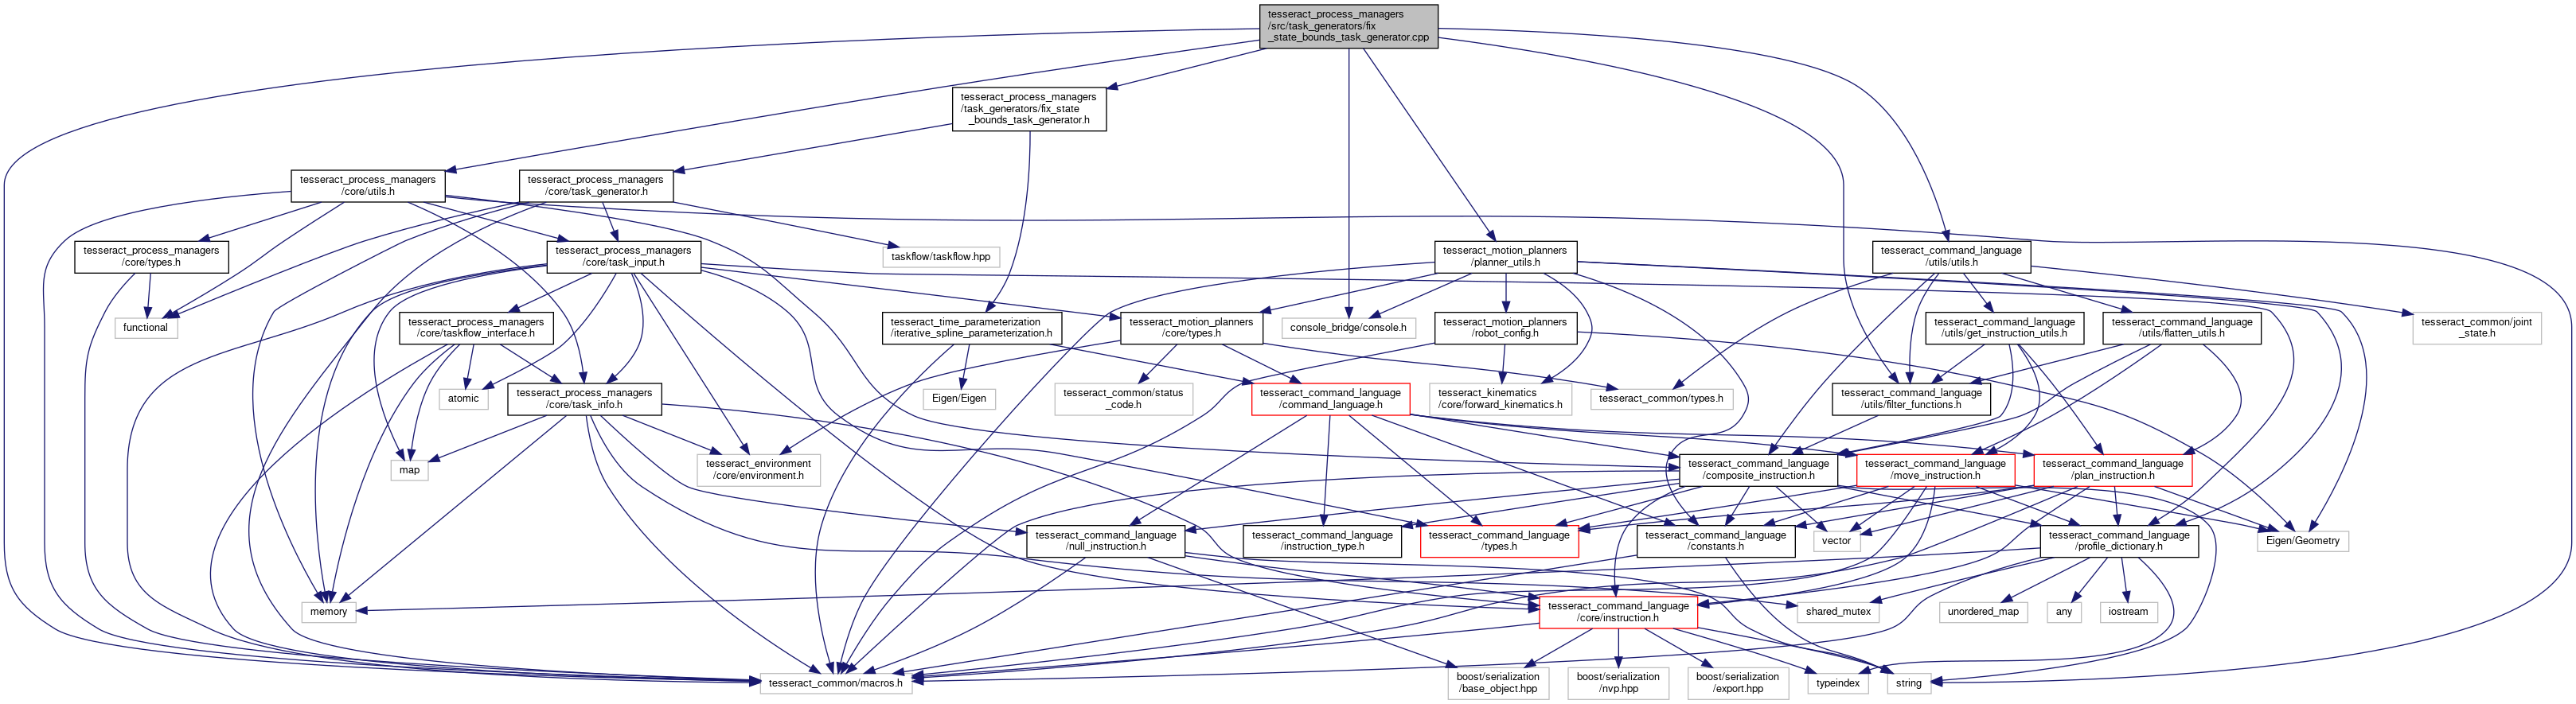 tesseract_process_managers
/src/task_generators/fix
_state_bounds_task_generator.cpp
tesseract_process_managers
/task_generators/fix_state
_bounds_task_generator.h
tesseract_process_managers
/core/utils.h
tesseract_process_managers
/core/task_generator.h
tesseract_process_managers
/core/types.h
tesseract_process_managers
/core/task_input.h
taskflow/taskflow.hpp
tesseract_motion_planners
/planner_utils.h
tesseract_command_language
/utils/utils.h
functional
tesseract_process_managers
/core/taskflow_interface.h
tesseract_time_parameterization
/iterative_spline_parameterization.h
tesseract_motion_planners
/core/types.h
console_bridge/console.h
tesseract_motion_planners
/robot_config.h
tesseract_command_language
/utils/get_instruction_utils.h
tesseract_command_language
/utils/flatten_utils.h
tesseract_common/joint
_state.h
atomic
tesseract_process_managers
/core/task_info.h
Eigen/Eigen
tesseract_common/status
_code.h
tesseract_command_language
/command_language.h
tesseract_kinematics
/core/forward_kinematics.h
tesseract_common/types.h
tesseract_command_language
/utils/filter_functions.h
map
tesseract_environment
/core/environment.h
tesseract_command_language
/composite_instruction.h
tesseract_command_language
/move_instruction.h
tesseract_command_language
/plan_instruction.h
tesseract_command_language
/null_instruction.h
tesseract_command_language
/instruction_type.h
tesseract_command_language
/types.h
tesseract_command_language
/constants.h
vector
tesseract_command_language
/profile_dictionary.h
Eigen/Geometry
memory
tesseract_command_language
/core/instruction.h
shared_mutex
unordered_map
any
iostream
tesseract_common/macros.h
boost/serialization
/base_object.hpp
boost/serialization
/nvp.hpp
boost/serialization
/export.hpp
typeindex
string